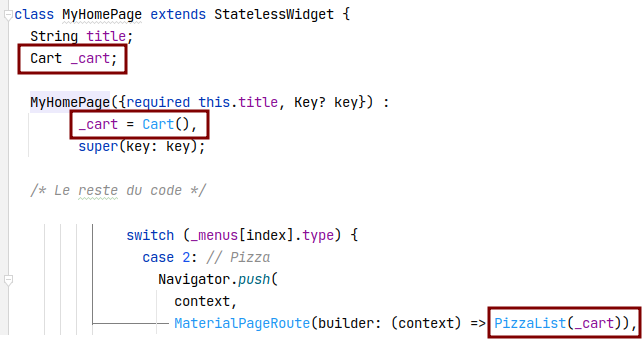 class MyHomePage extends StatelessWidget {
String title;
Cart _cart;
MyHomePage({required this.title, Key? key}) :
_cart = Cart(),
super(key: key);
/* Le reste du code */
switch (_menus[index].type) {
case 2: // Pizza
Navigator.push(
context,
MaterialPageRoute(builder: (context) => PizzaList(_cart)),